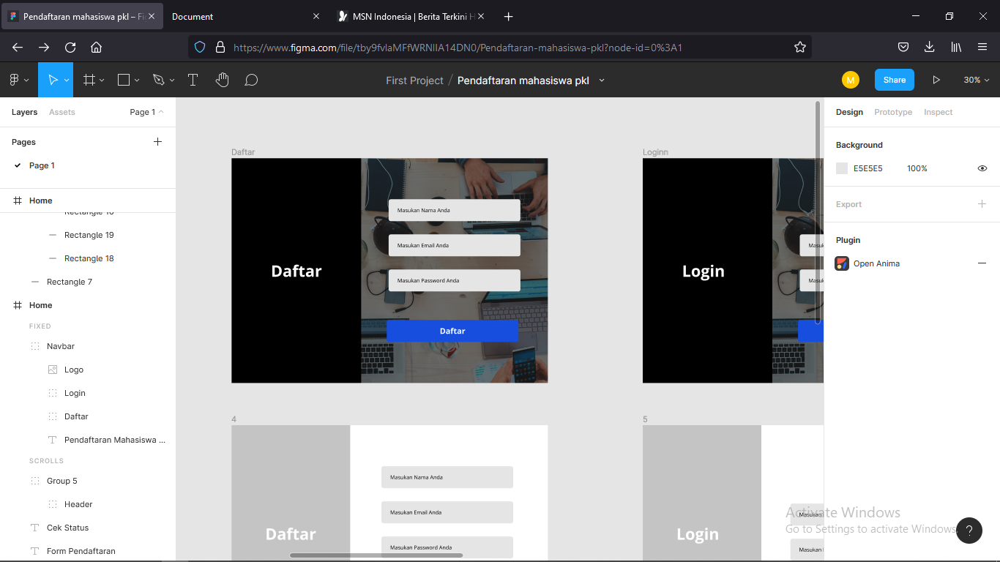 Pendaftaran mahasiswa pkl – Fi
Document
MSN Indonesia | Berita Terkini H
https://www.figma.com/file/tby9fvlaMFfWRNIIA14DN0/Pendaftaran-mahasiswa-pkl?node-id=0%3A1
First Project / Pendaftaran mahasiswa pkl
M
Share
30%
Layers
Assets
Page 1
Design
Prototype
Inspect
Pages
Page 1
Home
Rectangle 19
Rectangle 18
Rectangle 7
Home
FIXED
Navbar
Logo
Login
Daftar
Pendaftaran Mahasiswa ...
SCROLLS
Group 5
Header
Cek Status
Form Pendaftaran
Daftar
Masukan Nama Anda
Masukan Email Anda
Masukan Password Anda
Daftar
Daftar
Loginn
Login
4
Masukan Nama Anda
Masukan Email Anda
Masukan Password Anda
Daftar
5
Masukan
Masukan
Login
Background
E5E5E5
100%
Export
Plugin
Open Anima
Activate Windows
Go to Settings to activate Windows.
?